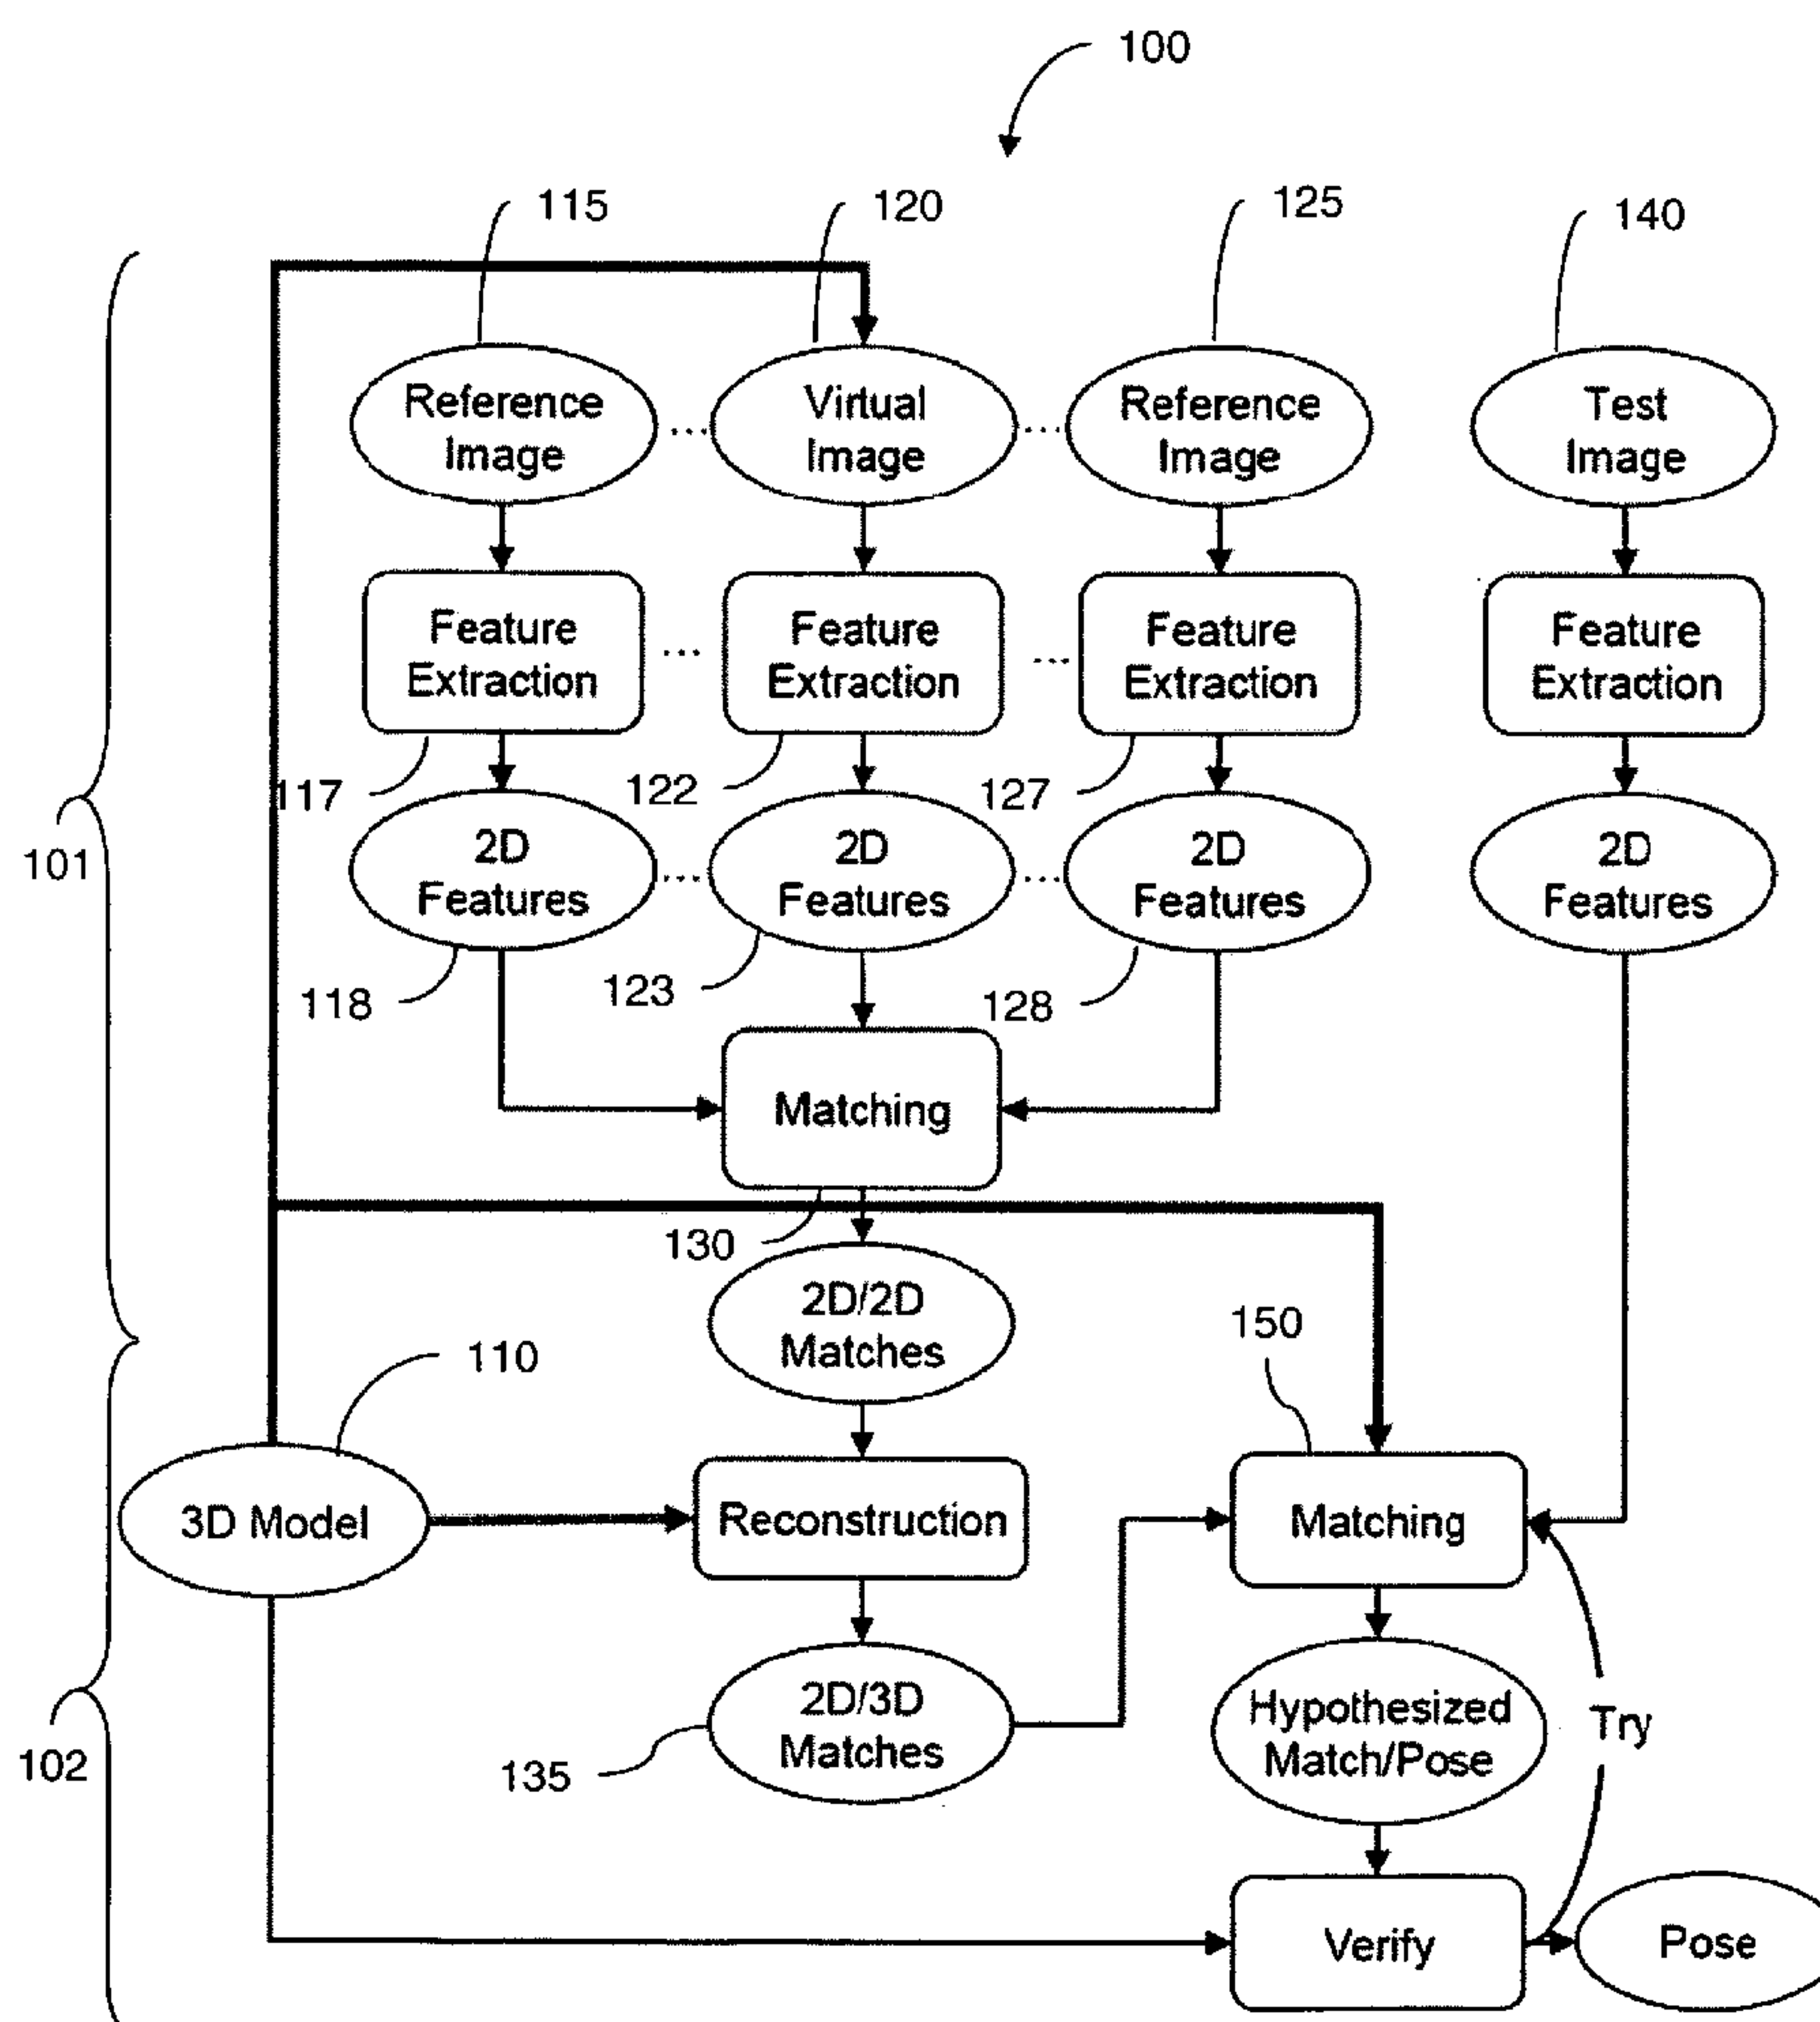 100
115
120
125
140
Reference
Image
Virtual
Image
Reference
Image
Test
Image
...
...
Feature
Extraction
Feature
Extraction
Feature
Extraction
Feature
Extraction
...
...
117
122
127
101
2D
Features
2D
Features
2D
Features
2D
Features
...
...
118
123
128
Matching
130
2D/2D
Matches
150
110
3D Model
Reconstruction
Matching
2D/3D
Matches
135
Hypothesized
Match/Pose
Try
102
Verify
Pose